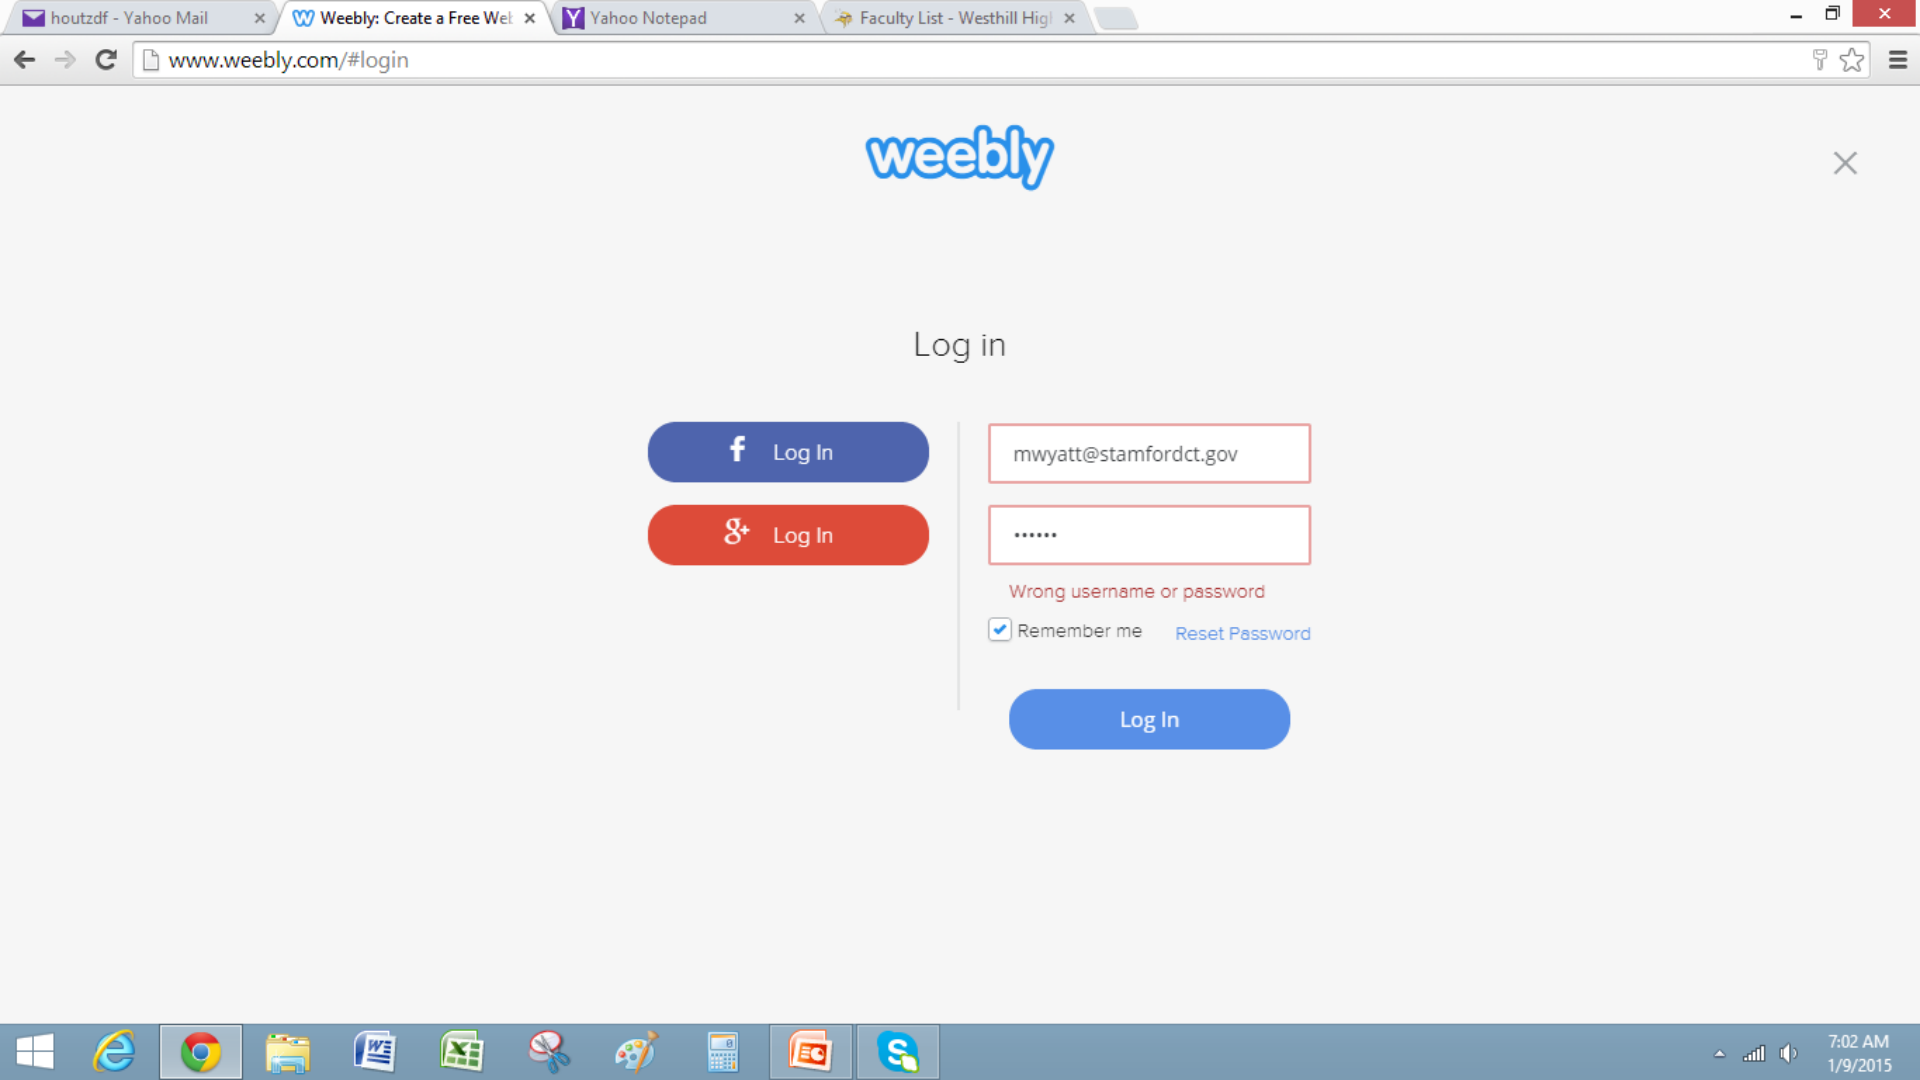 houtzdf - Yahoo Mail
Weebly: Create a Free Web
Yahoo Notepad
Faculty List - Westhill Hig
www.weebly.com/#login
weebly
Log in
f Log In
g+ Log In
mwyatt@stamfordct.gov
••••••
Wrong username or password
Remember me
Reset Password
Log In
7:02 AM
1/9/2015